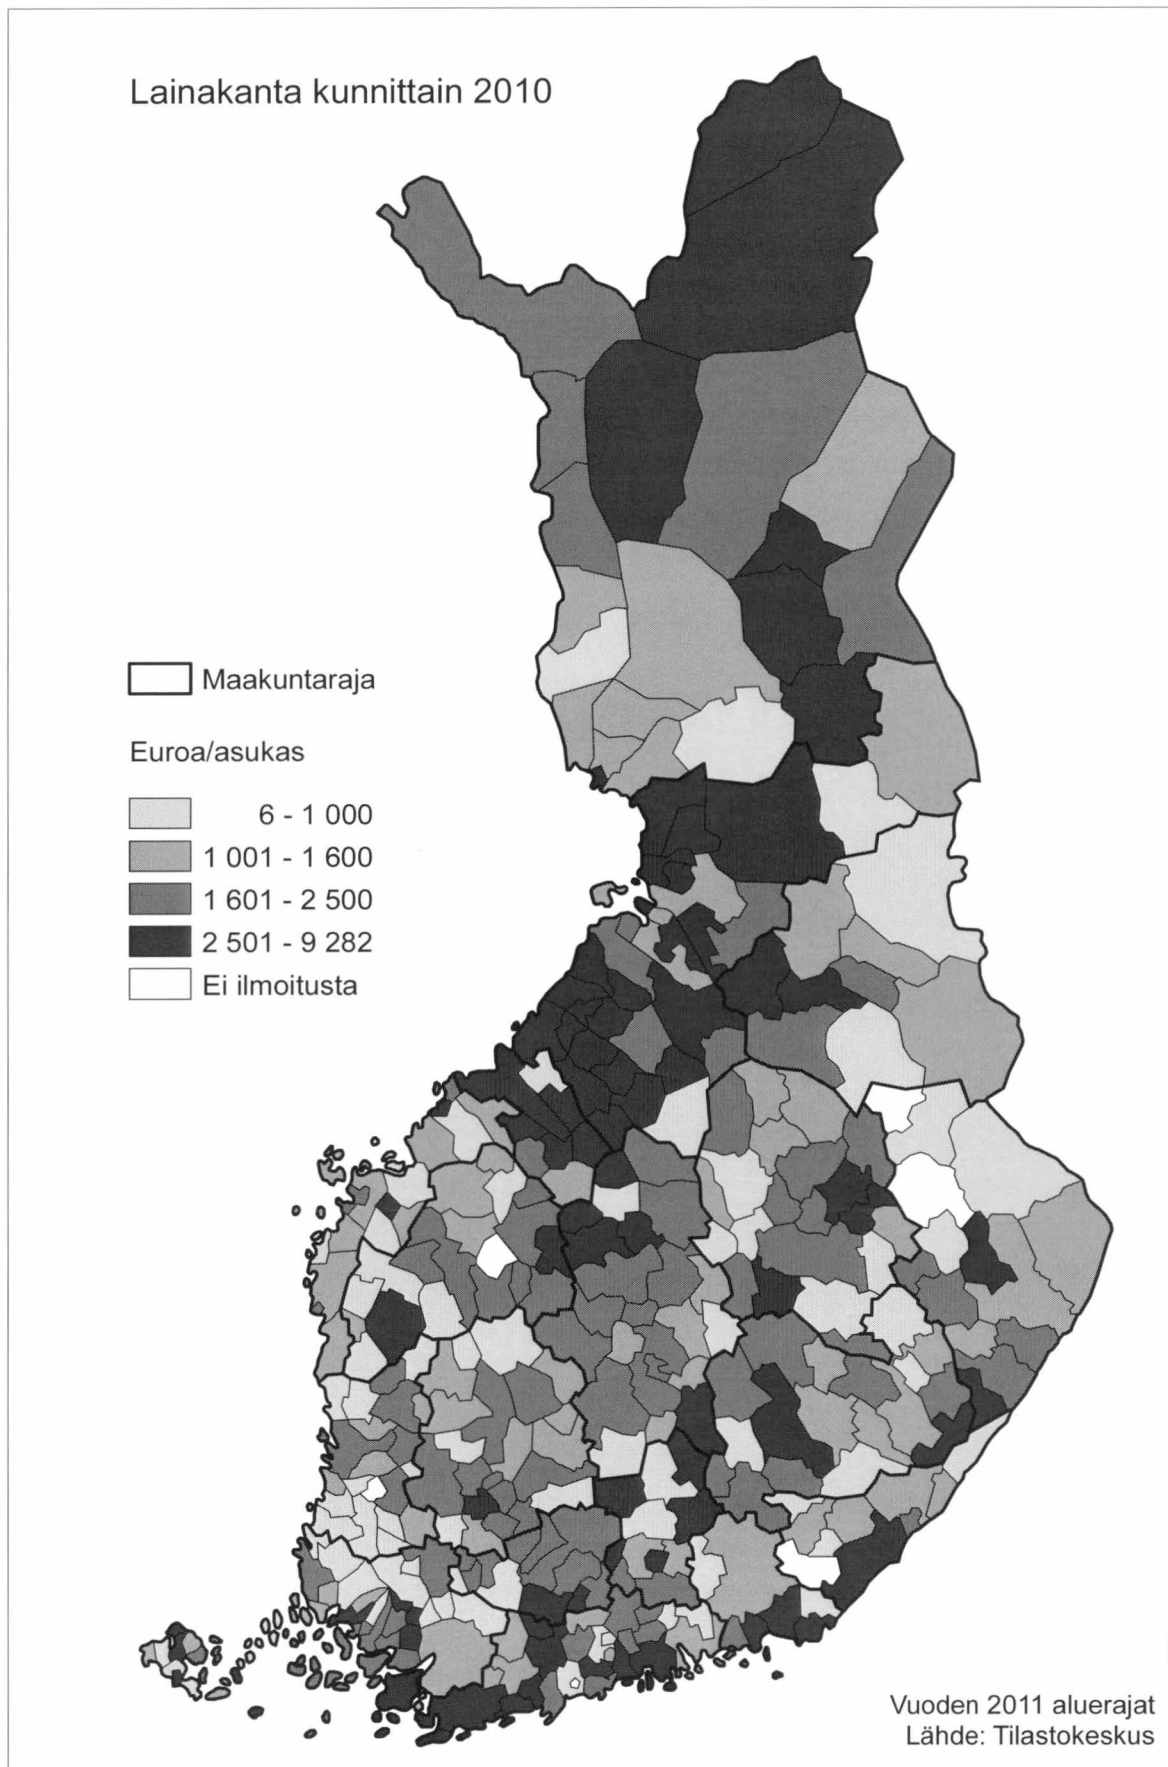 Lainakanta kunnittain 2010
Maakuntaraja
Euroa/asukas
6 - 1 000
1 001 - 1 600
1 601 - 2 500
2 501 - 9 282
Ei ilmoitusta
Vuoden 2011 aluerajat
Lähde: Tilastokeskus